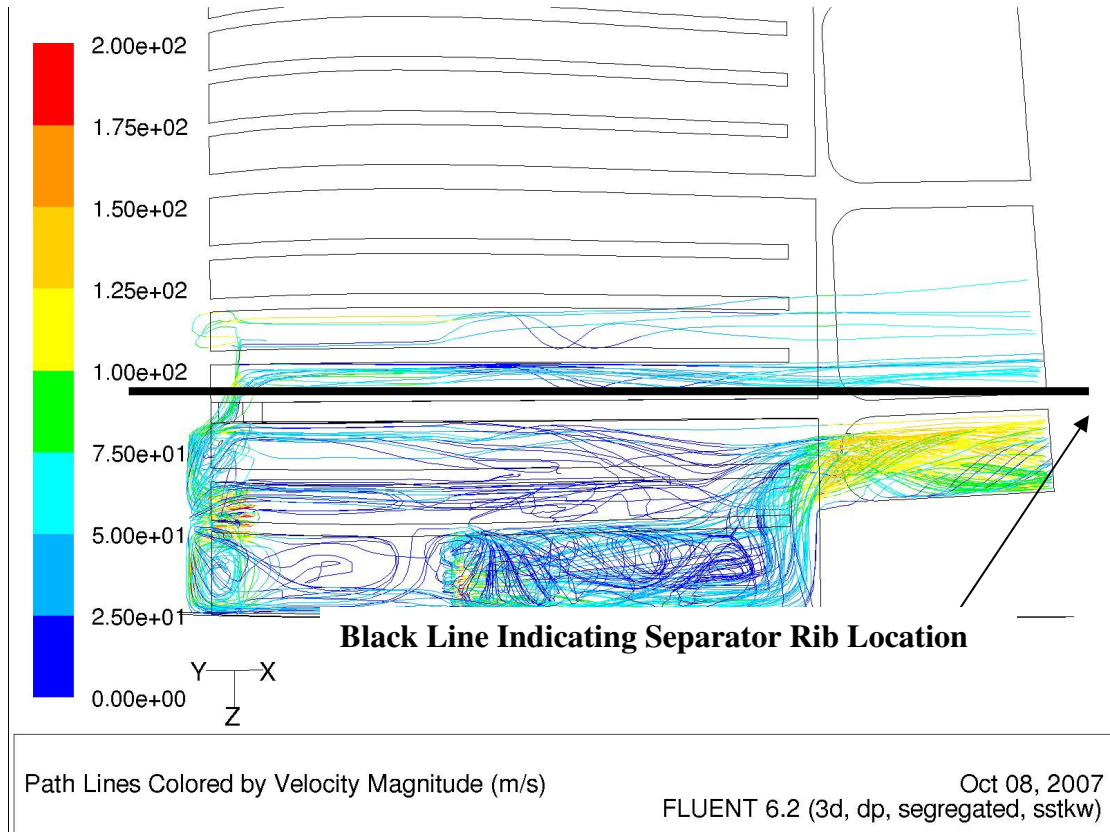 2.00e+02
1.75e+02
1.50e+02
1.25e+02
1.00e+02
7.50e+01
5.00e+01
2.50e+01
0.00e+00
Black Line Indicating Separator Rib Location
Y X
Z
Path Lines Colored by Velocity Magnitude (m/s)
Oct 08, 2007
FLUENT 6.2 (3d, dp, segregated, sstkw)